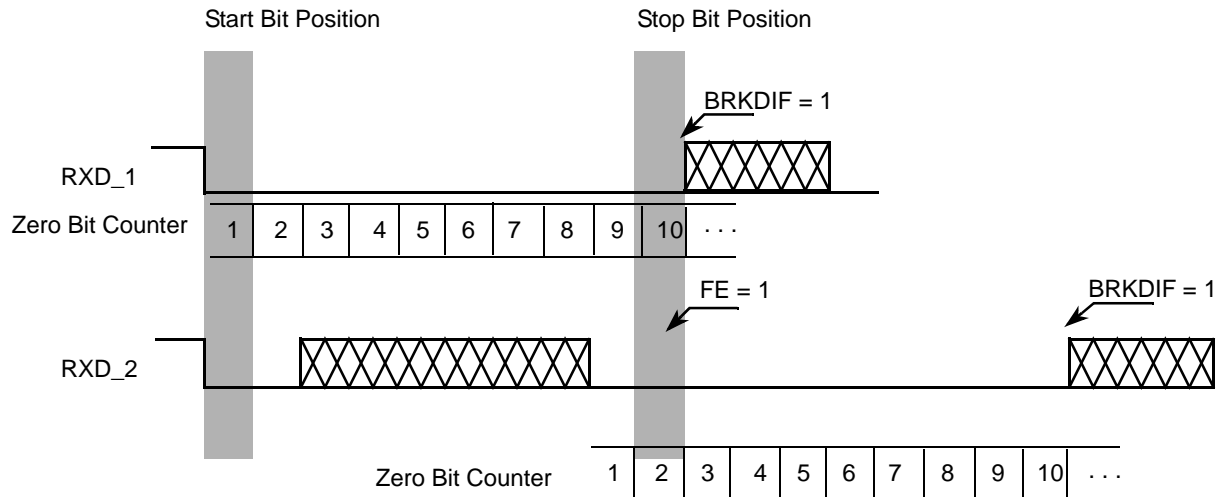 Start Bit Position Stop Bit Position
BRKDIF = 1
RXD_1
Zero Bit Counter 1 2 3 4 5 6 7 8 9 10 . . .
FE = 1 BRKDIF = 1
RXD_2
Zero Bit Counter 1 2 3 4 5 6 7 8 9 10 . . .